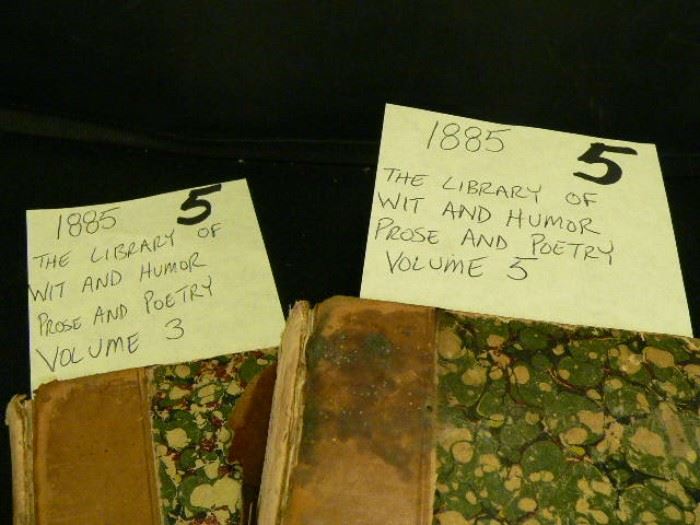 1885 5
THE LIBRARY OF
WIT AND HUMOR
PROSE AND POETRY
VOLUME 3
1885 5
THE LIBRARY OF
WIT AND HUMOR
PROSE AND POETRY
VOLUME 5